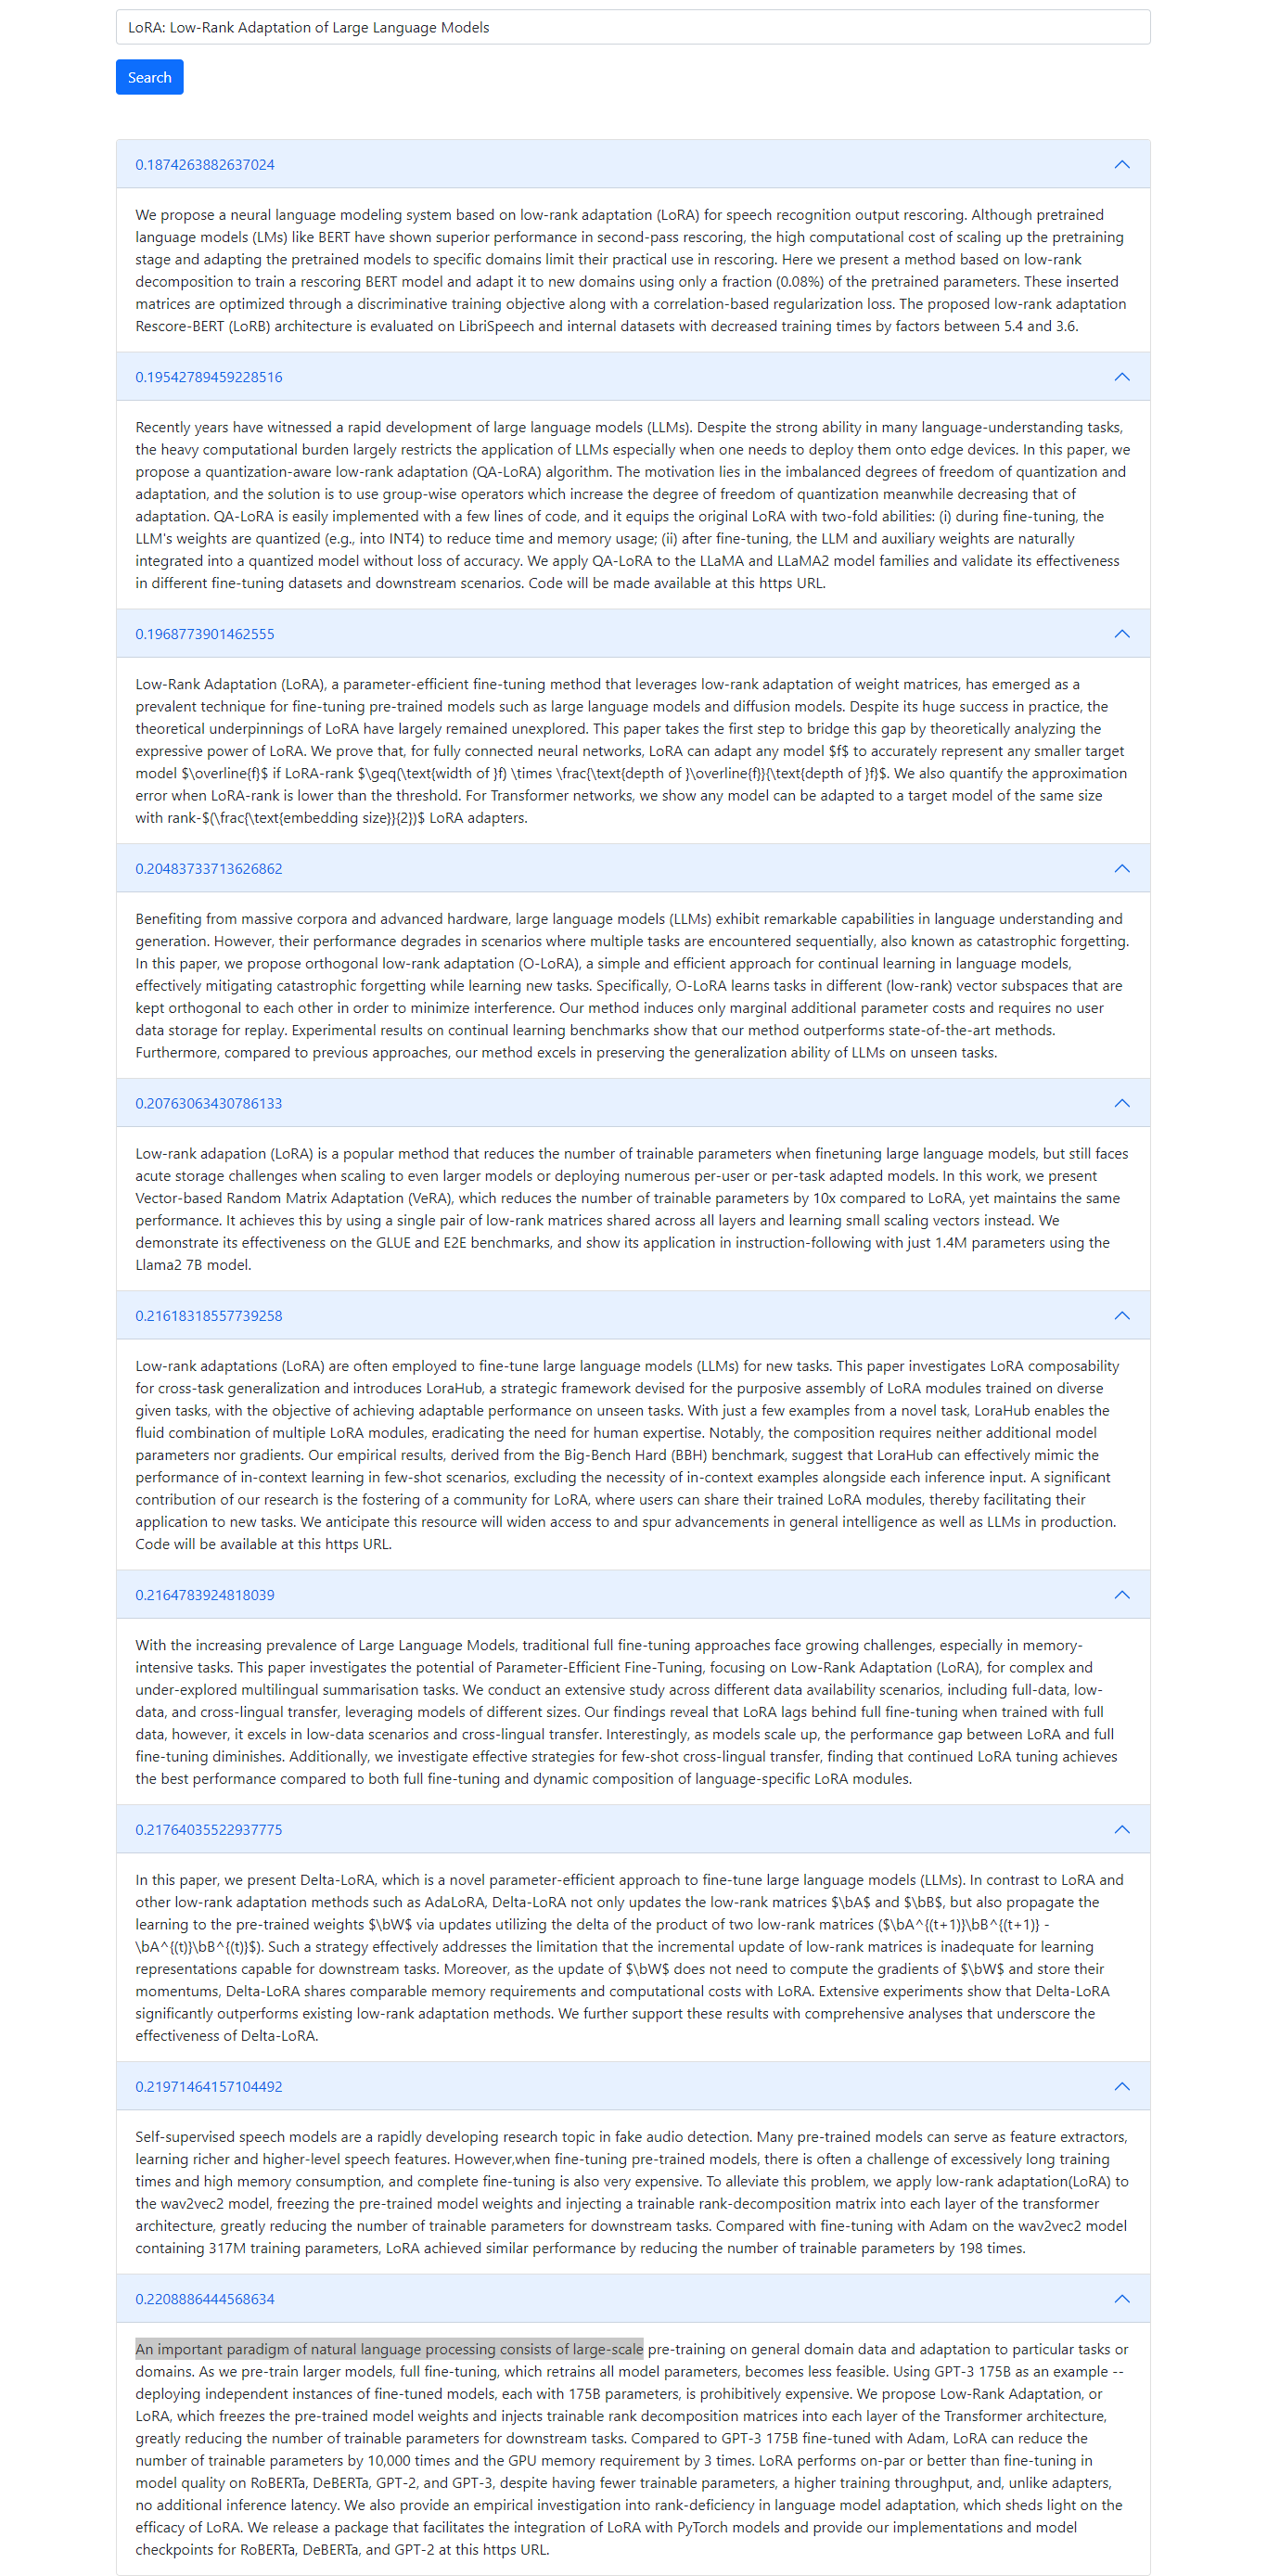 LoRA: Low-Rank Adaptation of Large Language Models
Search
0.1874263882637024
We propose a neural language modeling system based on low-rank adaptation (LoRA) for speech recognition output rescoring. Although pretrained
language models (LMs) like BERT have shown superior performance in second-pass rescoring, the high computational cost of scaling up the pretraining
stage and adapting the pretrained models to specific domains limit their practical use in rescoring. Here we present a method based on low-rank
decomposition to train a rescoring BERT model and adapt it to new domains using only a fraction (0.08%) of the pretrained parameters. These inserted
matrices are optimized through a discriminative training objective along with a correlation-based regularization loss. The proposed low-rank adaptation
Rescore-BERT (LoRB) architecture is evaluated on LibriSpeech and internal datasets with decreased training times by factors between 5.4 and 3.6.
0.19542789459228516
Recently years have witnessed a rapid development of large language models (LLMs). Despite the strong ability in many language-understanding tasks,
the heavy computational burden largely restricts the application of LLMs especially when one needs to deploy them onto edge devices. In this paper, we
propose a quantization-aware low-rank adaptation (QA-LoRA) algorithm. The motivation lies in the imbalanced degrees of freedom of quantization and
adaptation, and the solution is to use group-wise operators which increase the degree of freedom of quantization meanwhile decreasing that of
adaptation. QA-LoRA is easily implemented with a few lines of code, and it equips the original LoRA with two-fold abilities: (i) during fine-tuning, the
LLM's weights are quantized (e.g., into INT4) to reduce time and memory usage; (ii) after fine-tuning, the LLM and auxiliary weights are naturally
integrated into a quantized model without loss of accuracy. We apply QA-LoRA to the LLaMA and LLaMA2 model families and validate its effectiveness
in different fine-tuning datasets and downstream scenarios. Code will be made available at this https URL.
0.1968773901462555
Low-Rank Adaptation (LoRA), a parameter-efficient fine-tuning method that leverages low-rank adaptation of weight matrices, has emerged as a
prevalent technique for fine-tuning pre-trained models such as large language models and diffusion models. Despite its huge success in practice, the
theoretical underpinnings of LoRA have largely remained unexplored. This paper takes the first step to bridge this gap by theoretically analyzing the
expressive power of LoRA. We prove that, for fully connected neural networks, LoRA can adapt any model $f$ to accurately represent any smaller target
model $\overline{f}$ if LoRA-rank $\geq(\text{width of }f) \times \frac{\text{depth of }\overline{f}}{\text{depth of }f}$. We also quantify the approximation
error when LoRA-rank is lower than the threshold. For Transformer networks, we show any model can be adapted to a target model of the same size
with rank-$(\frac{\text{embedding size}}{2})$ LoRA adapters.
0.20483733713626862
Benefiting from massive corpora and advanced hardware, large language models (LLMs) exhibit remarkable capabilities in language understanding and
generation. However, their performance degrades in scenarios where multiple tasks are encountered sequentially, also known as catastrophic forgetting.
In this paper, we propose orthogonal low-rank adaptation (O-LoRA), a simple and efficient approach for continual learning in language models,
effectively mitigating catastrophic forgetting while learning new tasks. Specifically, O-LoRA learns tasks in different (low-rank) vector subspaces that are
kept orthogonal to each other in order to minimize interference. Our method induces only marginal additional parameter costs and requires no user
data storage for replay. Experimental results on continual learning benchmarks show that our method outperforms state-of-the-art methods.
Furthermore, compared to previous approaches, our method excels in preserving the generalization ability of LLMs on unseen tasks.
0.20763063430786133
Low-rank adapation (LoRA) is a popular method that reduces the number of trainable parameters when finetuning large language models, but still faces
acute storage challenges when scaling to even larger models or deploying numerous per-user or per-task adapted models. In this work, we present
Vector-based Random Matrix Adaptation (VeRA), which reduces the number of trainable parameters by 10x compared to LoRA, yet maintains the same
performance. It achieves this by using a single pair of low-rank matrices shared across all layers and learning small scaling vectors instead. We
demonstrate its effectiveness on the GLUE and E2E benchmarks, and show its application in instruction-following with just 1.4M parameters using the
Llama2 7B model.
0.21618318557739258
Low-rank adaptations (LoRA) are often employed to fine-tune large language models (LLMs) for new tasks. This paper investigates LoRA composability
for cross-task generalization and introduces LoraHub, a strategic framework devised for the purposive assembly of LoRA modules trained on diverse
given tasks, with the objective of achieving adaptable performance on unseen tasks. With just a few examples from a novel task, LoraHub enables the
fluid combination of multiple LoRA modules, eradicating the need for human expertise. Notably, the composition requires neither additional model
parameters nor gradients. Our empirical results, derived from the Big-Bench Hard (BBH) benchmark, suggest that LoraHub can effectively mimic the
performance of in-context learning in few-shot scenarios, excluding the necessity of in-context examples alongside each inference input. A significant
contribution of our research is the fostering of a community for LoRA, where users can share their trained LoRA modules, thereby facilitating their
application to new tasks. We anticipate this resource will widen access to and spur advancements in general intelligence as well as LLMs in production.
Code will be available at this https URL.
0.2164783924818039
With the increasing prevalence of Large Language Models, traditional full fine-tuning approaches face growing challenges, especially in memory-
intensive tasks. This paper investigates the potential of Parameter-Efficient Fine-Tuning, focusing on Low-Rank Adaptation (LoRA), for complex and
under-explored multilingual summarisation tasks. We conduct an extensive study across different data availability scenarios, including full-data, low-
data, and cross-lingual transfer, leveraging models of different sizes. Our findings reveal that LoRA lags behind full fine-tuning when trained with full
data, however, it excels in low-data scenarios and cross-lingual transfer. Interestingly, as models scale up, the performance gap between LoRA and full
fine-tuning diminishes. Additionally, we investigate effective strategies for few-shot cross-lingual transfer, finding that continued LoRA tuning achieves
the best performance compared to both full fine-tuning and dynamic composition of language-specific LoRA modules.
0.21764035522937775
In this paper, we present Delta-LoRA, which is a novel parameter-efficient approach to fine-tune large language models (LLMs). In contrast to LoRA and
other low-rank adaptation methods such as AdaLoRA, Delta-LoRA not only updates the low-rank matrices $\bA$ and $\bB$, but also propagate the
learning to the pre-trained weights $\bW$ via updates utilizing the delta of the product of two low-rank matrices ($\bA^{(t+1)}\bB^{(t+1)} -
\bA^{(t)}\bB^{(t)}$). Such a strategy effectively addresses the limitation that the incremental update of low-rank matrices is inadequate for learning
representations capable for downstream tasks. Moreover, as the update of $\bW$ does not need to compute the gradients of $\bW$ and store their
momentums, Delta-LoRA shares comparable memory requirements and computational costs with LoRA. Extensive experiments show that Delta-LoRA
significantly outperforms existing low-rank adaptation methods. We further support these results with comprehensive analyses that underscore the
effectiveness of Delta-LoRA.
0.21971464157104492
Self-supervised speech models are a rapidly developing research topic in fake audio detection. Many pre-trained models can serve as feature extractors,
learning richer and higher-level speech features. However,when fine-tuning pre-trained models, there is often a challenge of excessively long training
times and high memory consumption, and complete fine-tuning is also very expensive. To alleviate this problem, we apply low-rank adaptation(LoRA) to
the wav2vec2 model, freezing the pre-trained model weights and injecting a trainable rank-decomposition matrix into each layer of the transformer
architecture, greatly reducing the number of trainable parameters for downstream tasks. Compared with fine-tuning with Adam on the wav2vec2 model
containing 317M training parameters, LoRA achieved similar performance by reducing the number of trainable parameters by 198 times.
0.2208886444568634
An important paradigm of natural language processing consists of large-scale pre-training on general domain data and adaptation to particular tasks or
domains. As we pre-train larger models, full fine-tuning, which retrains all model parameters, becomes less feasible. Using GPT-3 175B as an example --
deploying independent instances of fine-tuned models, each with 175B parameters, is prohibitively expensive. We propose Low-Rank Adaptation, or
LoRA, which freezes the pre-trained model weights and injects trainable rank decomposition matrices into each layer of the Transformer architecture,
greatly reducing the number of trainable parameters for downstream tasks. Compared to GPT-3 175B fine-tuned with Adam, LoRA can reduce the
number of trainable parameters by 10,000 times and the GPU memory requirement by 3 times. LoRA performs on-par or better than fine-tuning in
model quality on RoBERTa, DeBERTa, GPT-2, and GPT-3, despite having fewer trainable parameters, a higher training throughput, and, unlike adapters,
no additional inference latency. We also provide an empirical investigation into rank-deficiency in language model adaptation, which sheds light on the
efficacy of LoRA. We release a package that facilitates the integration of LoRA with PyTorch models and provide our implementations and model
checkpoints for RoBERTa, DeBERTa, and GPT-2 at this https URL.